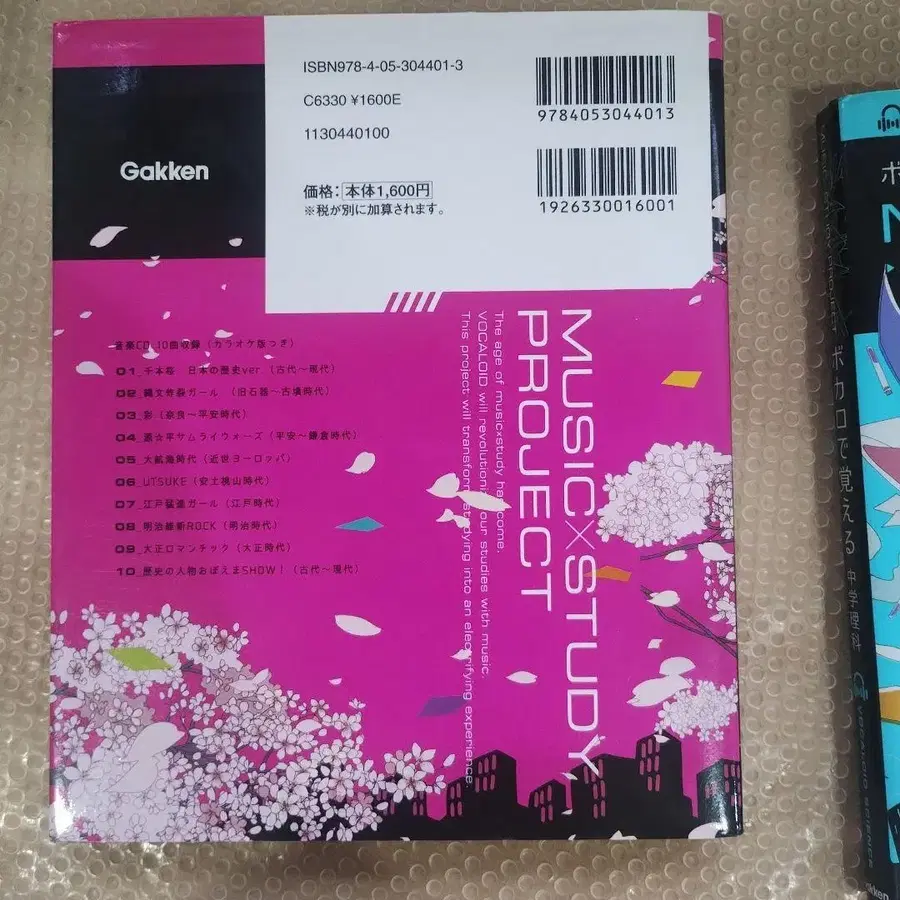 ISBN978-4-05-304401-3
C6330 ¥1600E
1130440100
価格：本体1,600円
※税が別に加算されます。
9784053044013
1926330016001
Gakken
音楽CD_10曲収録（カラオケ版つき）
01_千本桜　日本の歴史ver.（古代～現代）
02_縄文炸裂ガール　（旧石器～古墳時代）
03_彩（奈良～平安時代）
04_源☆平サムライウォーズ（平安～鎌倉時代）
05_大航海時代（近世ヨーロッパ）
06_UTSUKE（安土桃山時代）
07_江戸猛進ガール（江戸時代）
08_明治維新ROCK（明治時代）
09_大正ロマンチック（大正時代）
10_歴史の人物おぼえまSHOW！（古代～現代）
MUSIC×STUDY,
PROJECT
The age of music×study has come.
VOCALOID will revolutionize our studies with music.
This project will transform studying into an electrifying experience.
ボカロで覚える 中学理科
VOCALOID SCIENCE
Gakken
ボ